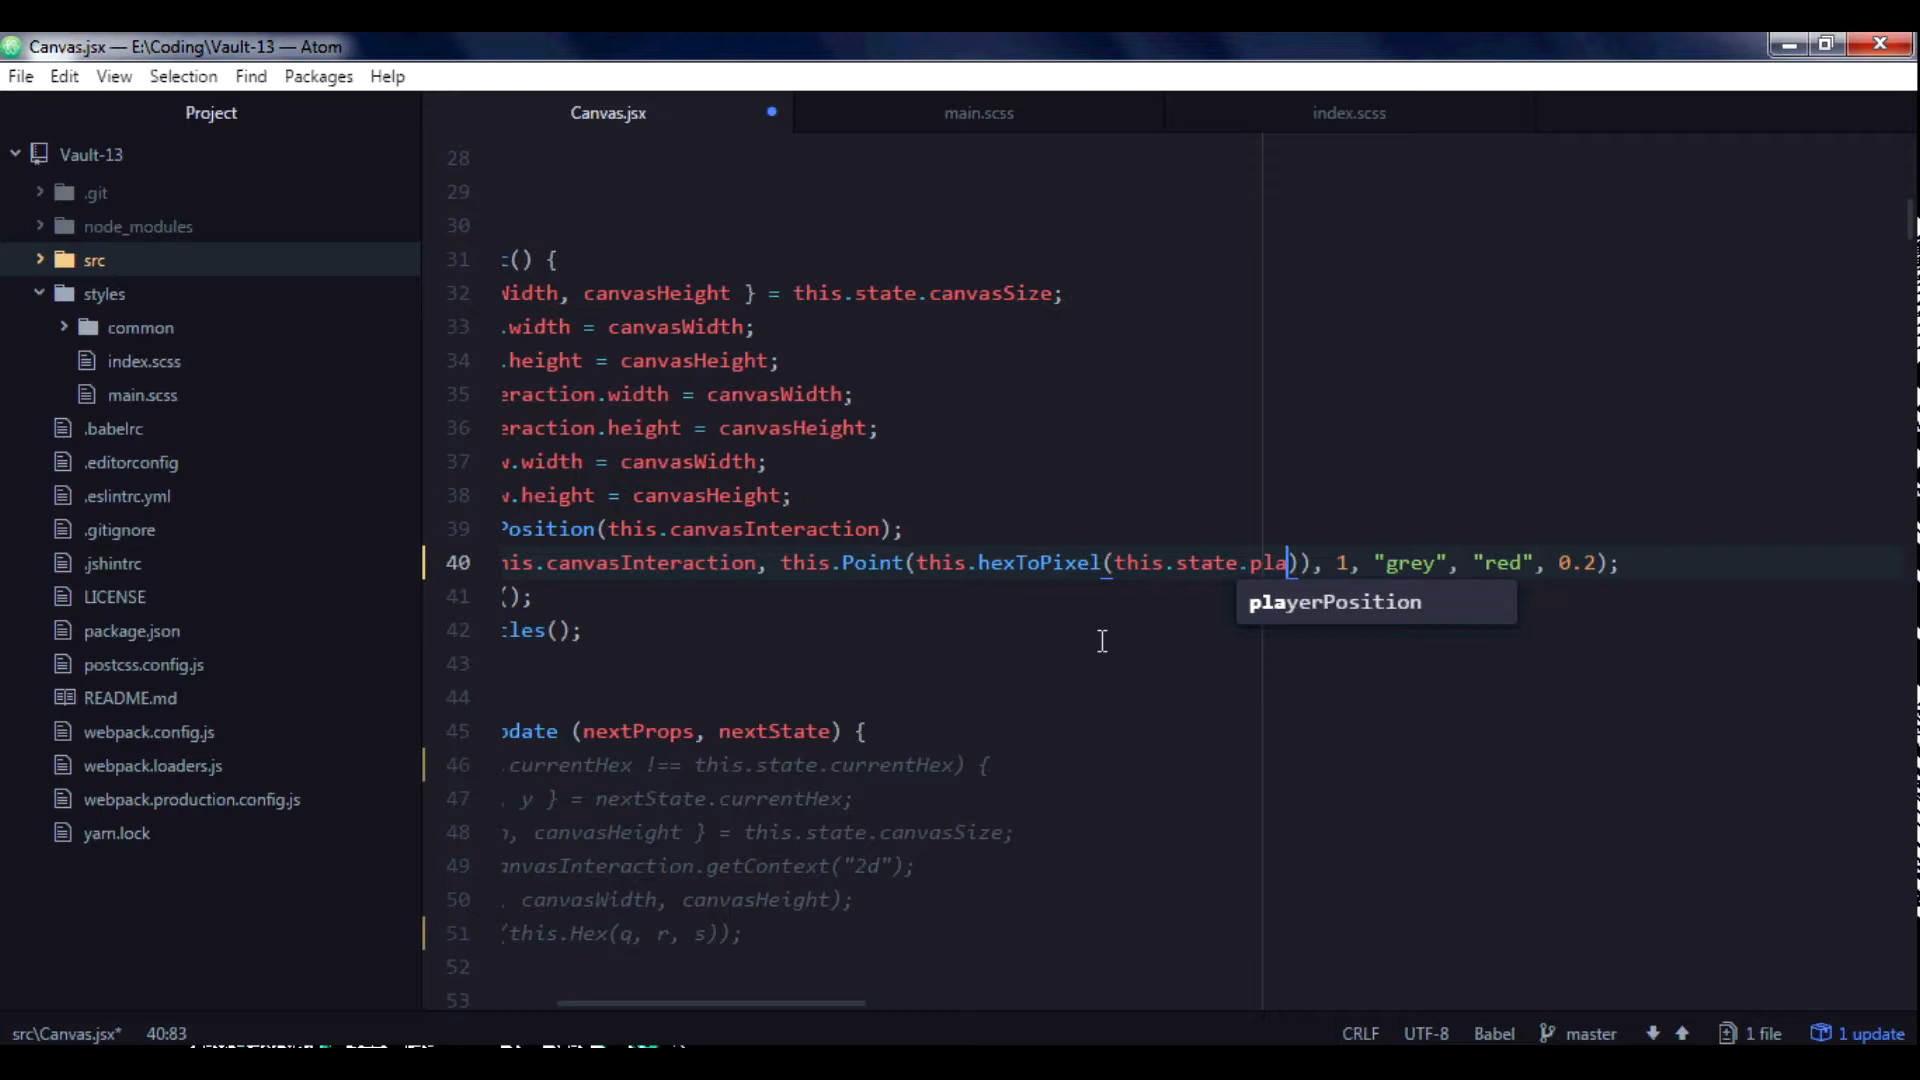 Canvas.jsx — E:\Coding\Vault-13 — Atom
File Edit View Selection Find Packages Help
Project
Canvas.jsx
main.scss
index.scss
Vault-13
.git
node_modules
src
styles
common
index.scss
main.scss
.babelrc
.editorconfig
.eslintrc.yml
.gitignore
.jshintrc
LICENSE
package.json
postcss.config.js
README.md
webpack.config.js
webpack.loaders.js
webpack.production.config.js
yarn.lock
28
29
30
31 t() {
32 Width, canvasHeight } = this.state.canvasSize;
33 .width = canvasWidth;
34 .height = canvasHeight;
35 eraction.width = canvasWidth;
36 eraction.height = canvasHeight;
37 w.width = canvasWidth;
38 w.height = canvasHeight;
39 Position(this.canvasInteraction);
40 his.canvasInteraction, this.Point(this.hexToPixel(this.state.pla)), 1, "grey", "red", 0.2);
playerPosition
41 ();
42 cles();
43
44
45 pdate (nextProps, nextState) {
46 .currentHex !== this.state.currentHex) {
47 , y } = nextState.currentHex;
48 h, canvasHeight } = this.state.canvasSize;
49 anvasInteraction.getContext("2d");
50 , canvasWidth, canvasHeight);
51 (this.Hex(q, r, s));
52
53
src\Canvas.jsx* 40:83
CRLF UTF-8 Babel master 1 file 1 update